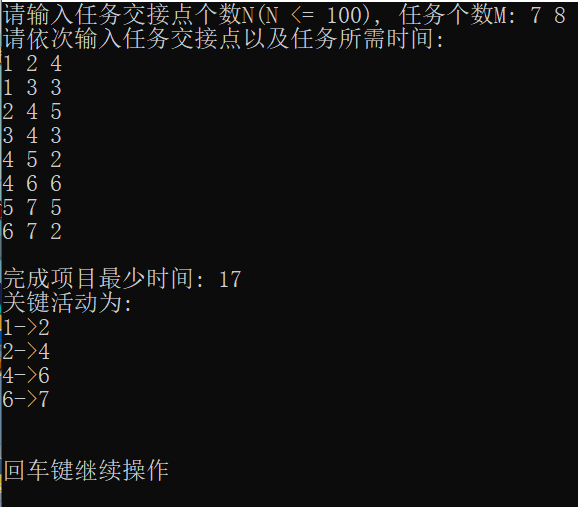 请输入任务交接点个数N(N <= 100), 任务个数M: 7 8
请依次输入任务交接点以及任务所需时间:
1 2 4
1 3 3
2 4 5
3 4 3
4 5 2
4 6 6
5 7 5
6 7 2
完成项目最少时间: 17
关键活动为:
1->2
2->4
4->6
6->7
回车键继续操作